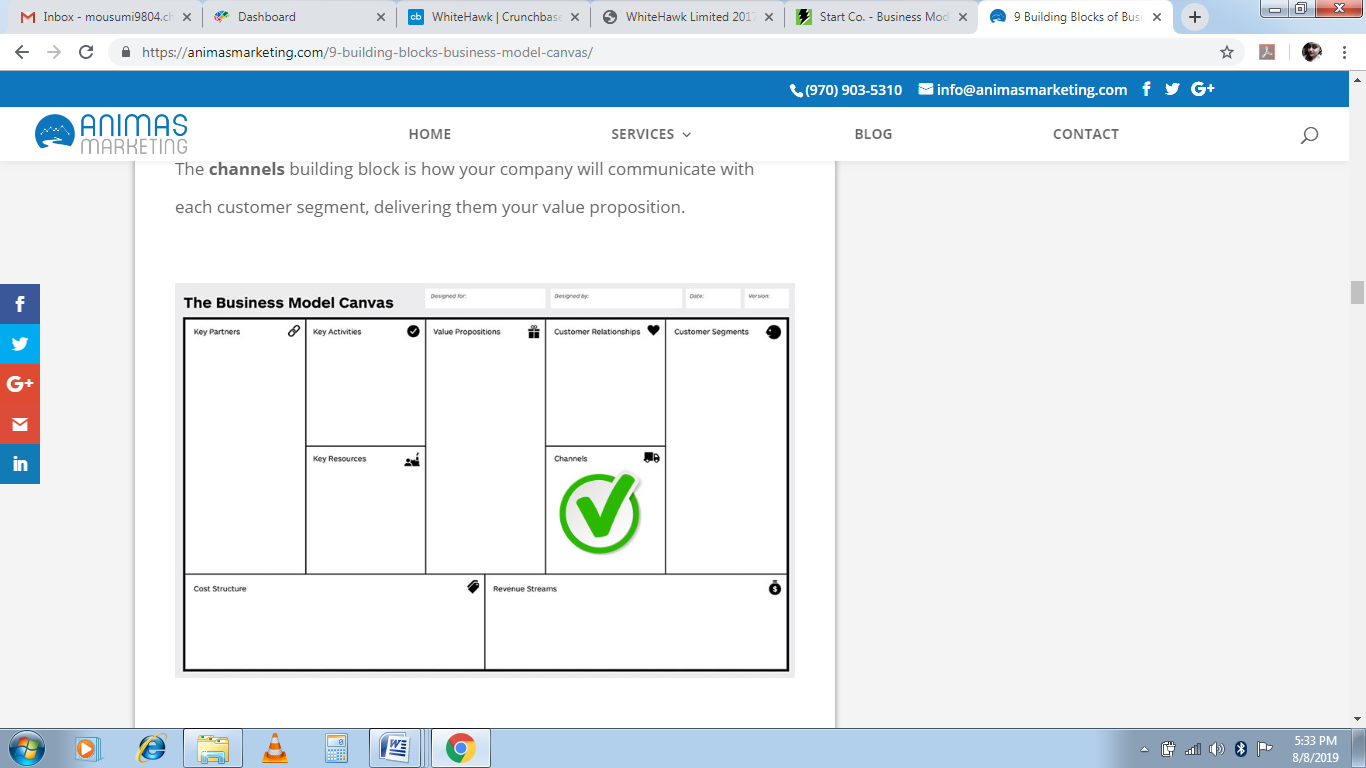 Inbox - mousumi9804.ch
Dashboard
WhiteHawk | Crunchbase
WhiteHawk Limited 2017
Start Co. - Business Mod
9 Building Blocks of Busi
https://animasmarketing.com/9-building-blocks-business-model-canvas/
(970) 903-5310 info@animasmarketing.com
ANIMAS
MARKETING
HOME SERVICES BLOG CONTACT
The channels building block is how your company will communicate with
each customer segment, delivering them your value proposition.
The Business Model Canvas
Designed for: Designed by: Date: Version:
Key Partners
Key Activities
Value Propositions
Customer Relationships
Customer Segments
Key Resources
Channels
Cost Structure
Revenue Streams
5:33 PM
8/8/2019